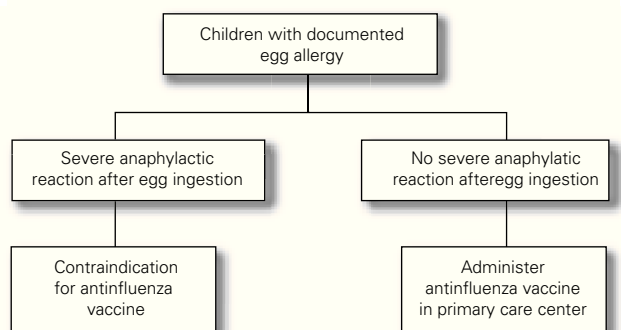 Children with documented
egg allergy
Severe anaphylactic
reaction after egg ingestion
No severe anaphylatic
reaction afteregg ingestion
Contraindication
for antinfluenza
vaccine
Administer
antinfluenza vaccine
in primary care center